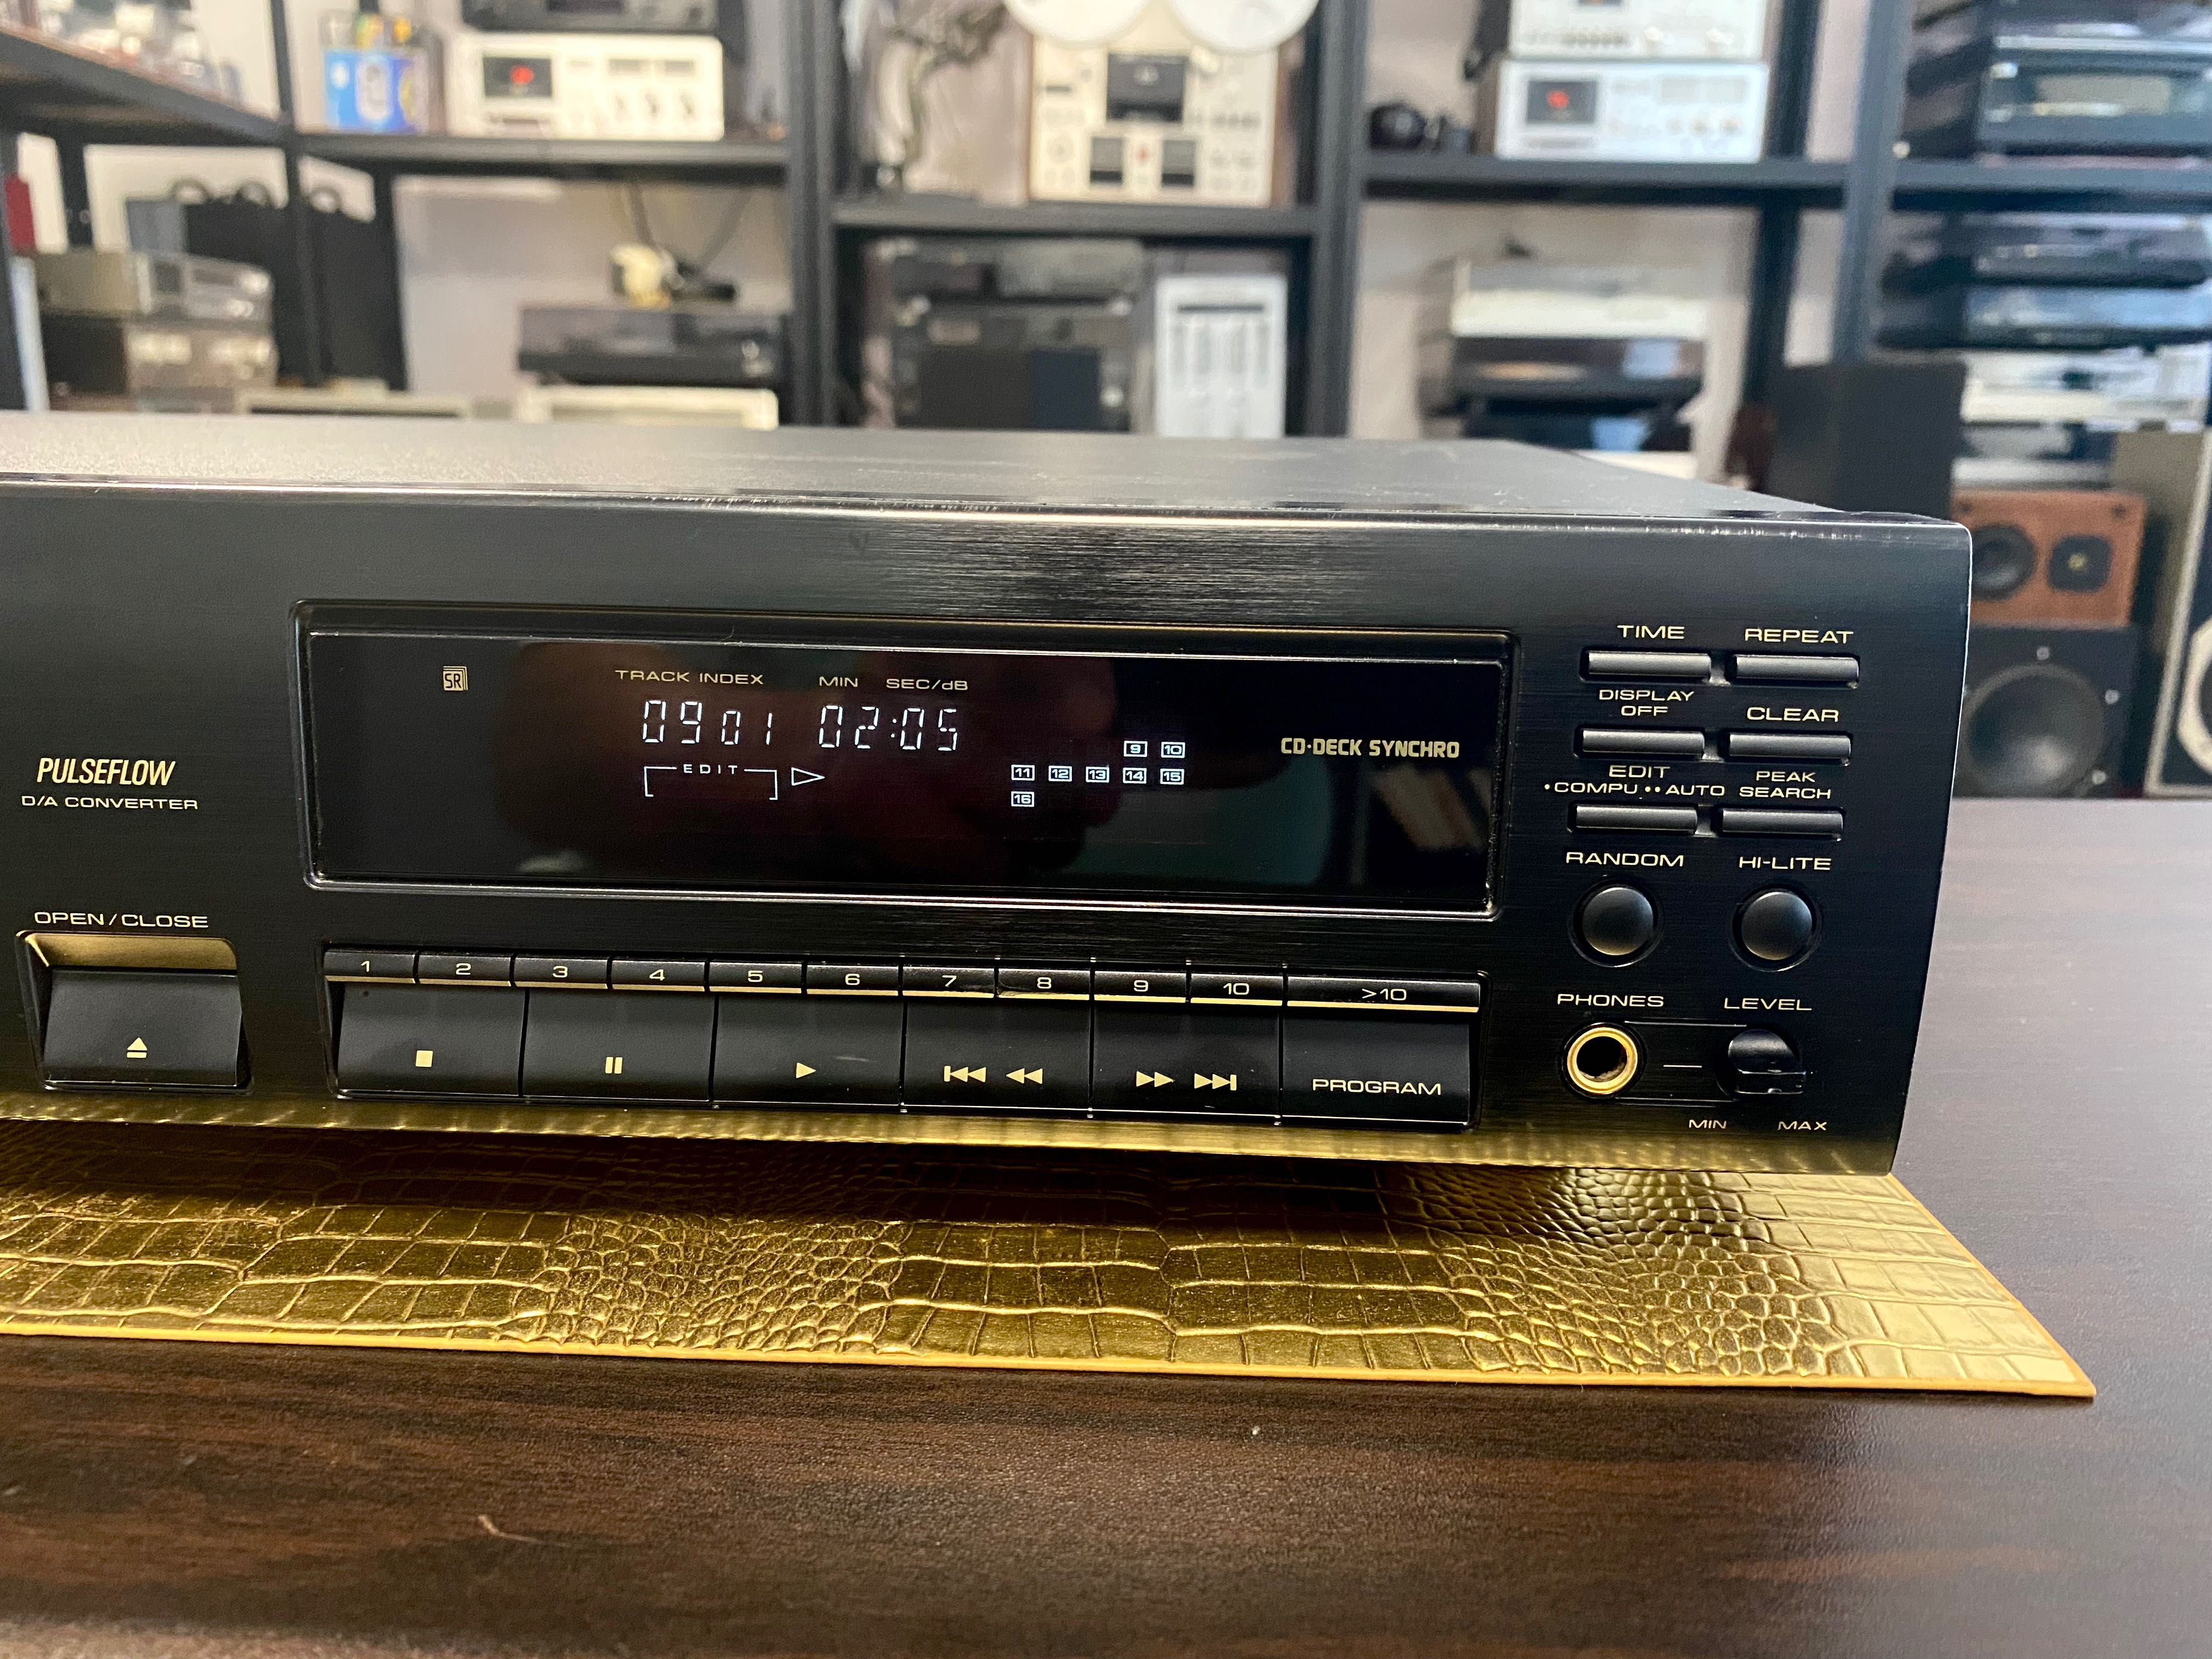 SR
TRACK INDEX MIN SEC/dB
09 01 02:05
EDIT
9 10
11 12 13 14 15
16
CD·DECK SYNCHRO
PULSEFLOW
D/A CONVERTER
OPEN/CLOSE
TIME REPEAT
DISPLAY OFF CLEAR
EDIT
•COMPU ••AUTO
PEAK
SEARCH
RANDOM HI-LITE
1 2 3 4 5 6 7 8 9 10 >10
PROGRAM
PHONES LEVEL
MIN MAX